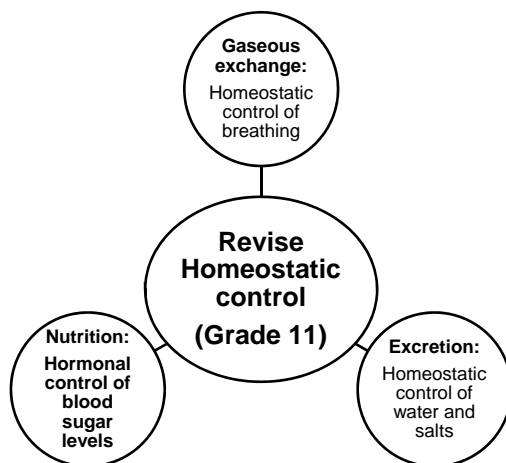 Gaseous
exchange:
Homeostatic
control of
breathing
Revise
Homeostatic
control
(Grade 11)
Nutrition:
Hormonal
control of
blood
sugar
levels
Excretion:
Homeostatic
control of
water and
salts